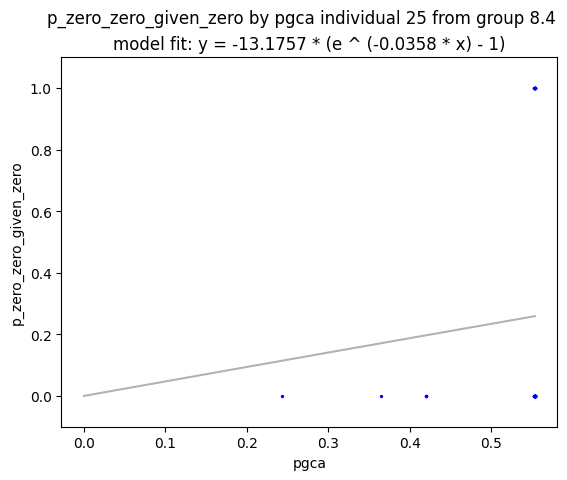 p_zero_zero_given_zero by pgca individual 25 from group 8.4
model fit: y = -13.1757 * (e ^ (-0.0358 * x) - 1)
1.0
0.8
0.6
0.4
0.2
0.0
p_zero_zero_given_zero
0.0 0.1 0.2 0.3 0.4 0.5
pgca